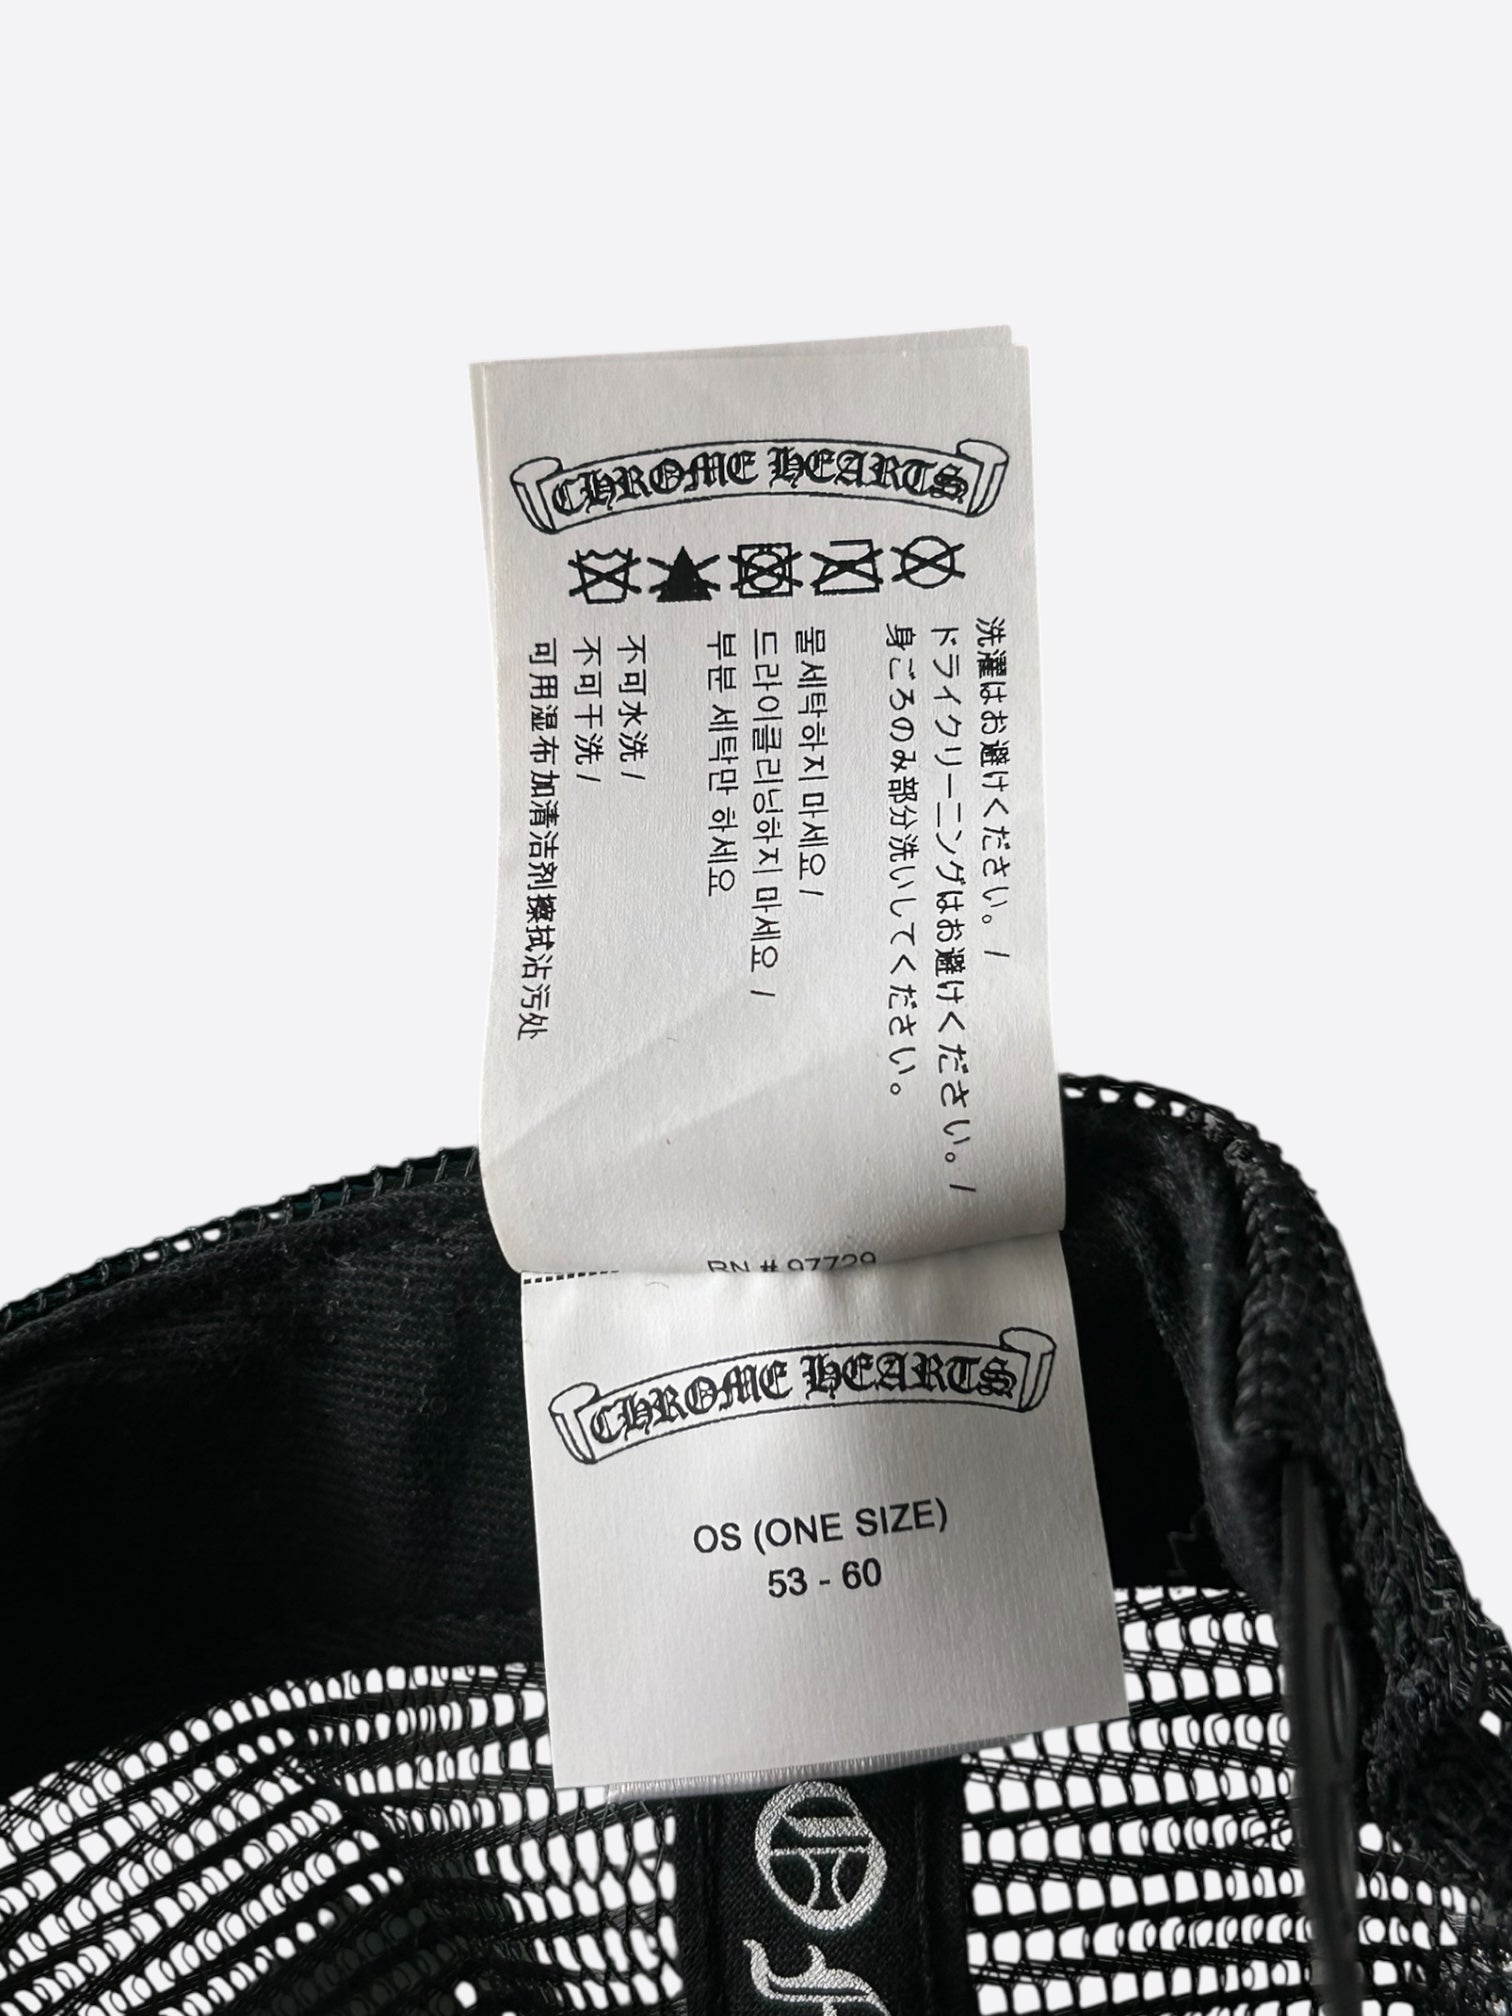 CHROME HEARTS
洗濯はお避けください。/
ドライクリーニングはお避けください。/
身ごろのみ部分洗いしてください。
물세탁하지 마세요 /
드라이클리닝하지 마세요 /
부분 세탁만 하세요
不可水洗 /
不可干洗 /
可用湿布加清洁剂擦拭沾污处
RN # 97729
CHROME HEARTS
OS (ONE SIZE)
53 - 60